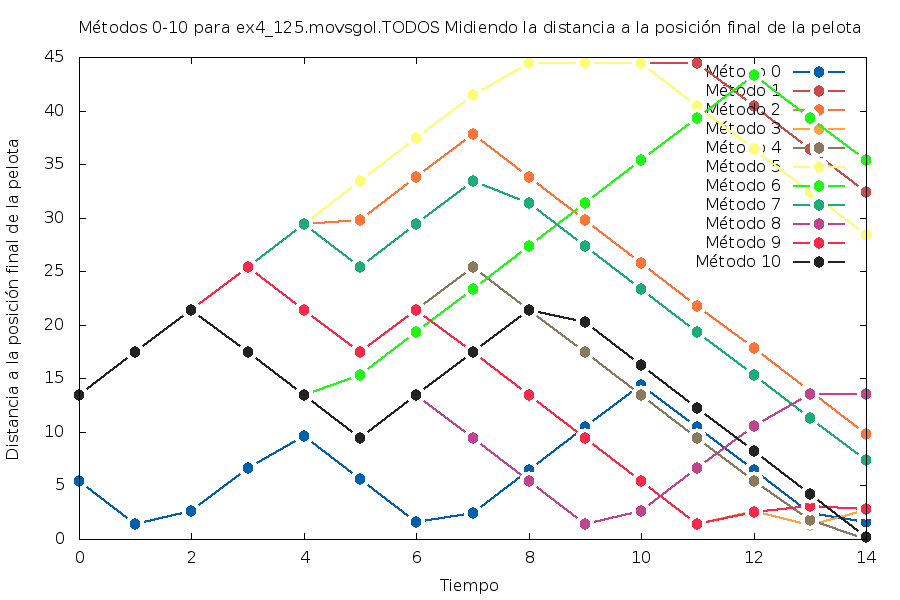 Métodos 0-10 para ex4_125.movsgol.TODOS Midiendo la distancia a la posición final de la pelota
Distancia a la posición final de la pelota
45
40
35
30
25
20
15
10
5
0
Método 0
Método 1
Método 2
Método 3
Método 4
Método 5
Método 6
Método 7
Método 8
Método 9
Método 10
0 2 4 6 8 10 12 14
Tiempo